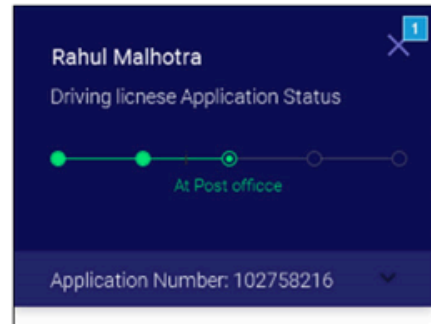 1
Rahul Malhotra
Driving licnese Application Status
At Post officce
Application Number: 102758216